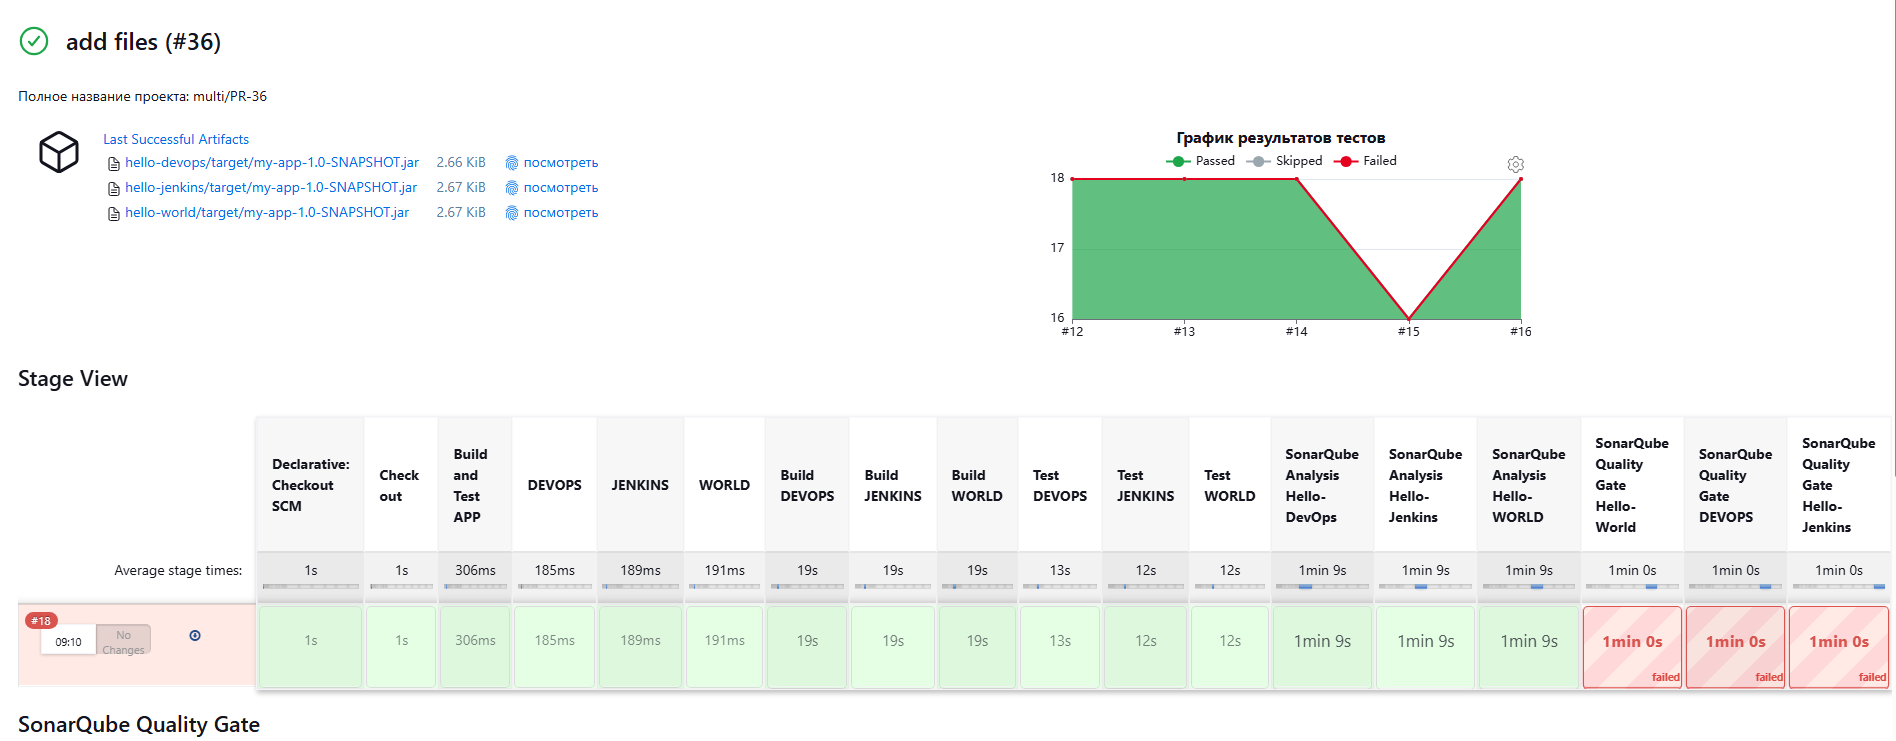 add files (#36)
Полное название проекта: multi/PR-36
Last Successful Artifacts
hello-devops/target/my-app-1.0-SNAPSHOT.jar 2.66 KiB посмотреть
hello-jenkins/target/my-app-1.0-SNAPSHOT.jar 2.67 KiB посмотреть
hello-world/target/my-app-1.0-SNAPSHOT.jar 2.67 KiB посмотреть
График результатов тестов
Passed Skipped Failed
18
17
16
#12 #13 #14 #15 #16
Stage View
Declarative:
Checkout
SCM
Check
out
Build
and
Test
APP
DEVOPS
JENKINS
WORLD
Build
DEVOPS
Build
JENKINS
Build
WORLD
Test
DEVOPS
Test
JENKINS
Test
WORLD
SonarQube
Analysis
Hello-
DevOps
SonarQube
Analysis
Hello-
Jenkins
SonarQube
Analysis
Hello-
WORLD
SonarQube
Quality
Gate
Hello-
World
SonarQube
Quality
Gate
DEVOPS
SonarQube
Quality
Gate
Hello-
Jenkins
Average stage times: 1s 1s 306ms 185ms 189ms 191ms 19s 19s 19s 13s 12s 12s 1min 9s 1min 9s 1min 9s 1min 0s 1min 0s 1min 0s
#18
09:10
No
Changes
1s 1s 306ms 185ms 189ms 191ms 19s 19s 19s 13s 12s 12s 1min 9s 1min 9s 1min 9s 1min 0s 1min 0s 1min 0s
failed failed failed
SonarQube Quality Gate